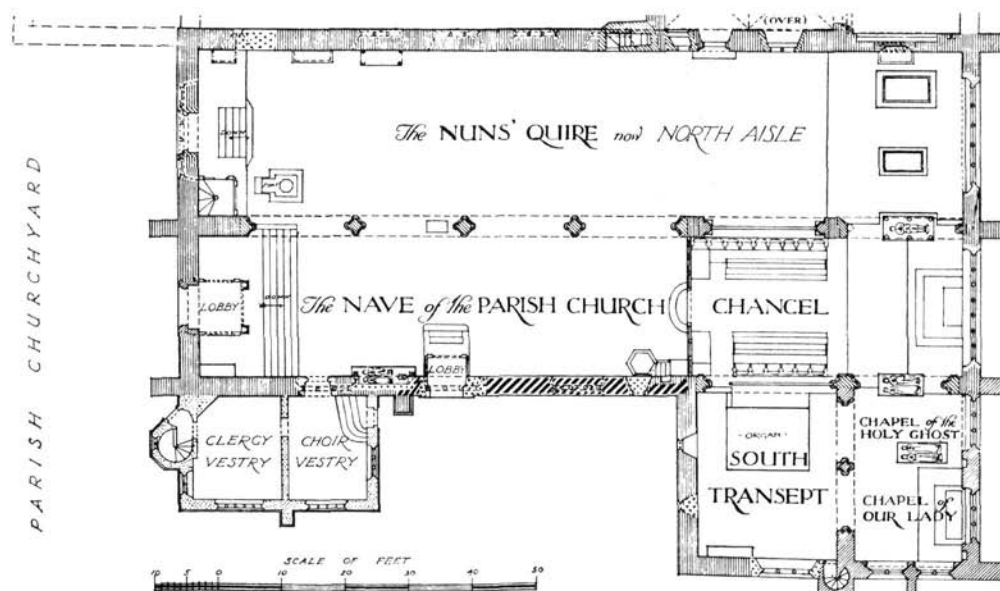 (OVER)
The NUNS' QUIRE now NORTH AISLE
DOWN
PARISH CHURCHYARD
LOBBY
DOWN
The NAVE of the PARISH CHURCH
CHANCEL
LOBBY
CLERGY
VESTRY
CHOIR
VESTRY
-ORGAN-
SOUTH
TRANSEPT
CHAPEL of the
HOLY GHOST
CHAPEL of
OUR LADY
SCALE OF FEET
10 5 0 10 20 30 40 50